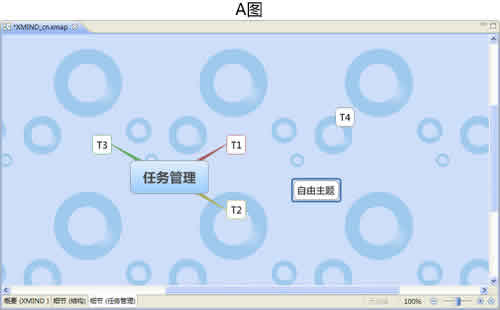 A图
*XMIND_cn.xmap
T4
T3
T1
任务管理
自由主题
T2
概要 (XMIND )
细节 (结构)
细节 (任务管理)
100%